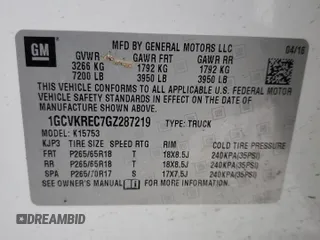 GM
MFD BY GENERAL MOTORS LLC
04/16
GVWR GAWR FRT GAWR RR
3266 KG 1792 KG 1792 KG
7200 LB 3950 LB 3950 LB
THIS VEHICLE CONFORMS TO ALL APPLICABLE U.S. FEDERAL MOTOR
VEHICLE SAFETY STANDARDS IN EFFECT ON THE DATE OF
MANUFACTURE SHOWN ABOVE.
1GCVKREC7GZ287219 TYPE: TRUCK
MODEL: K15753
KJP3 TIRE SIZE SPEED RIM COLD TIRE PRESSURE
FRT P265/65R18 T 18X8.5J 240KPA(35PSI)
RR P265/65R18 T 18X8.5J 240KPA(35PSI)
SPA P265/70R17 S 17X7.5J 240KPA(35PSI)
SEE OWNER'S MANUAL FOR ADDITIONAL INFORMATION
IDREAMBID